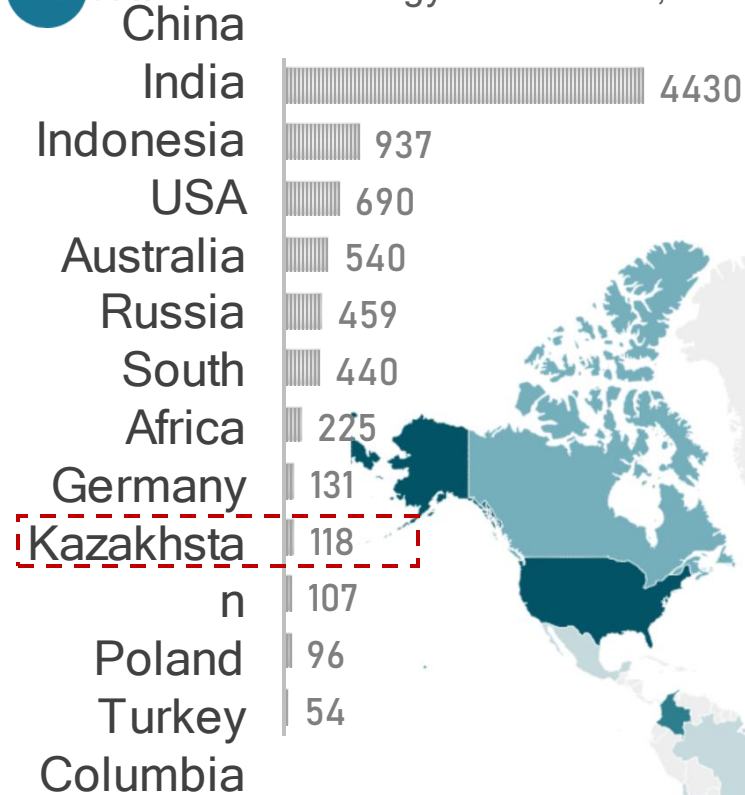 China
India 4430
Indonesia 937
USA 690
Australia 540
Russia 459
South 440
Africa 225
Germany 131
Kazakhsta 118
n 107
Poland 96
Turkey 54
Columbia